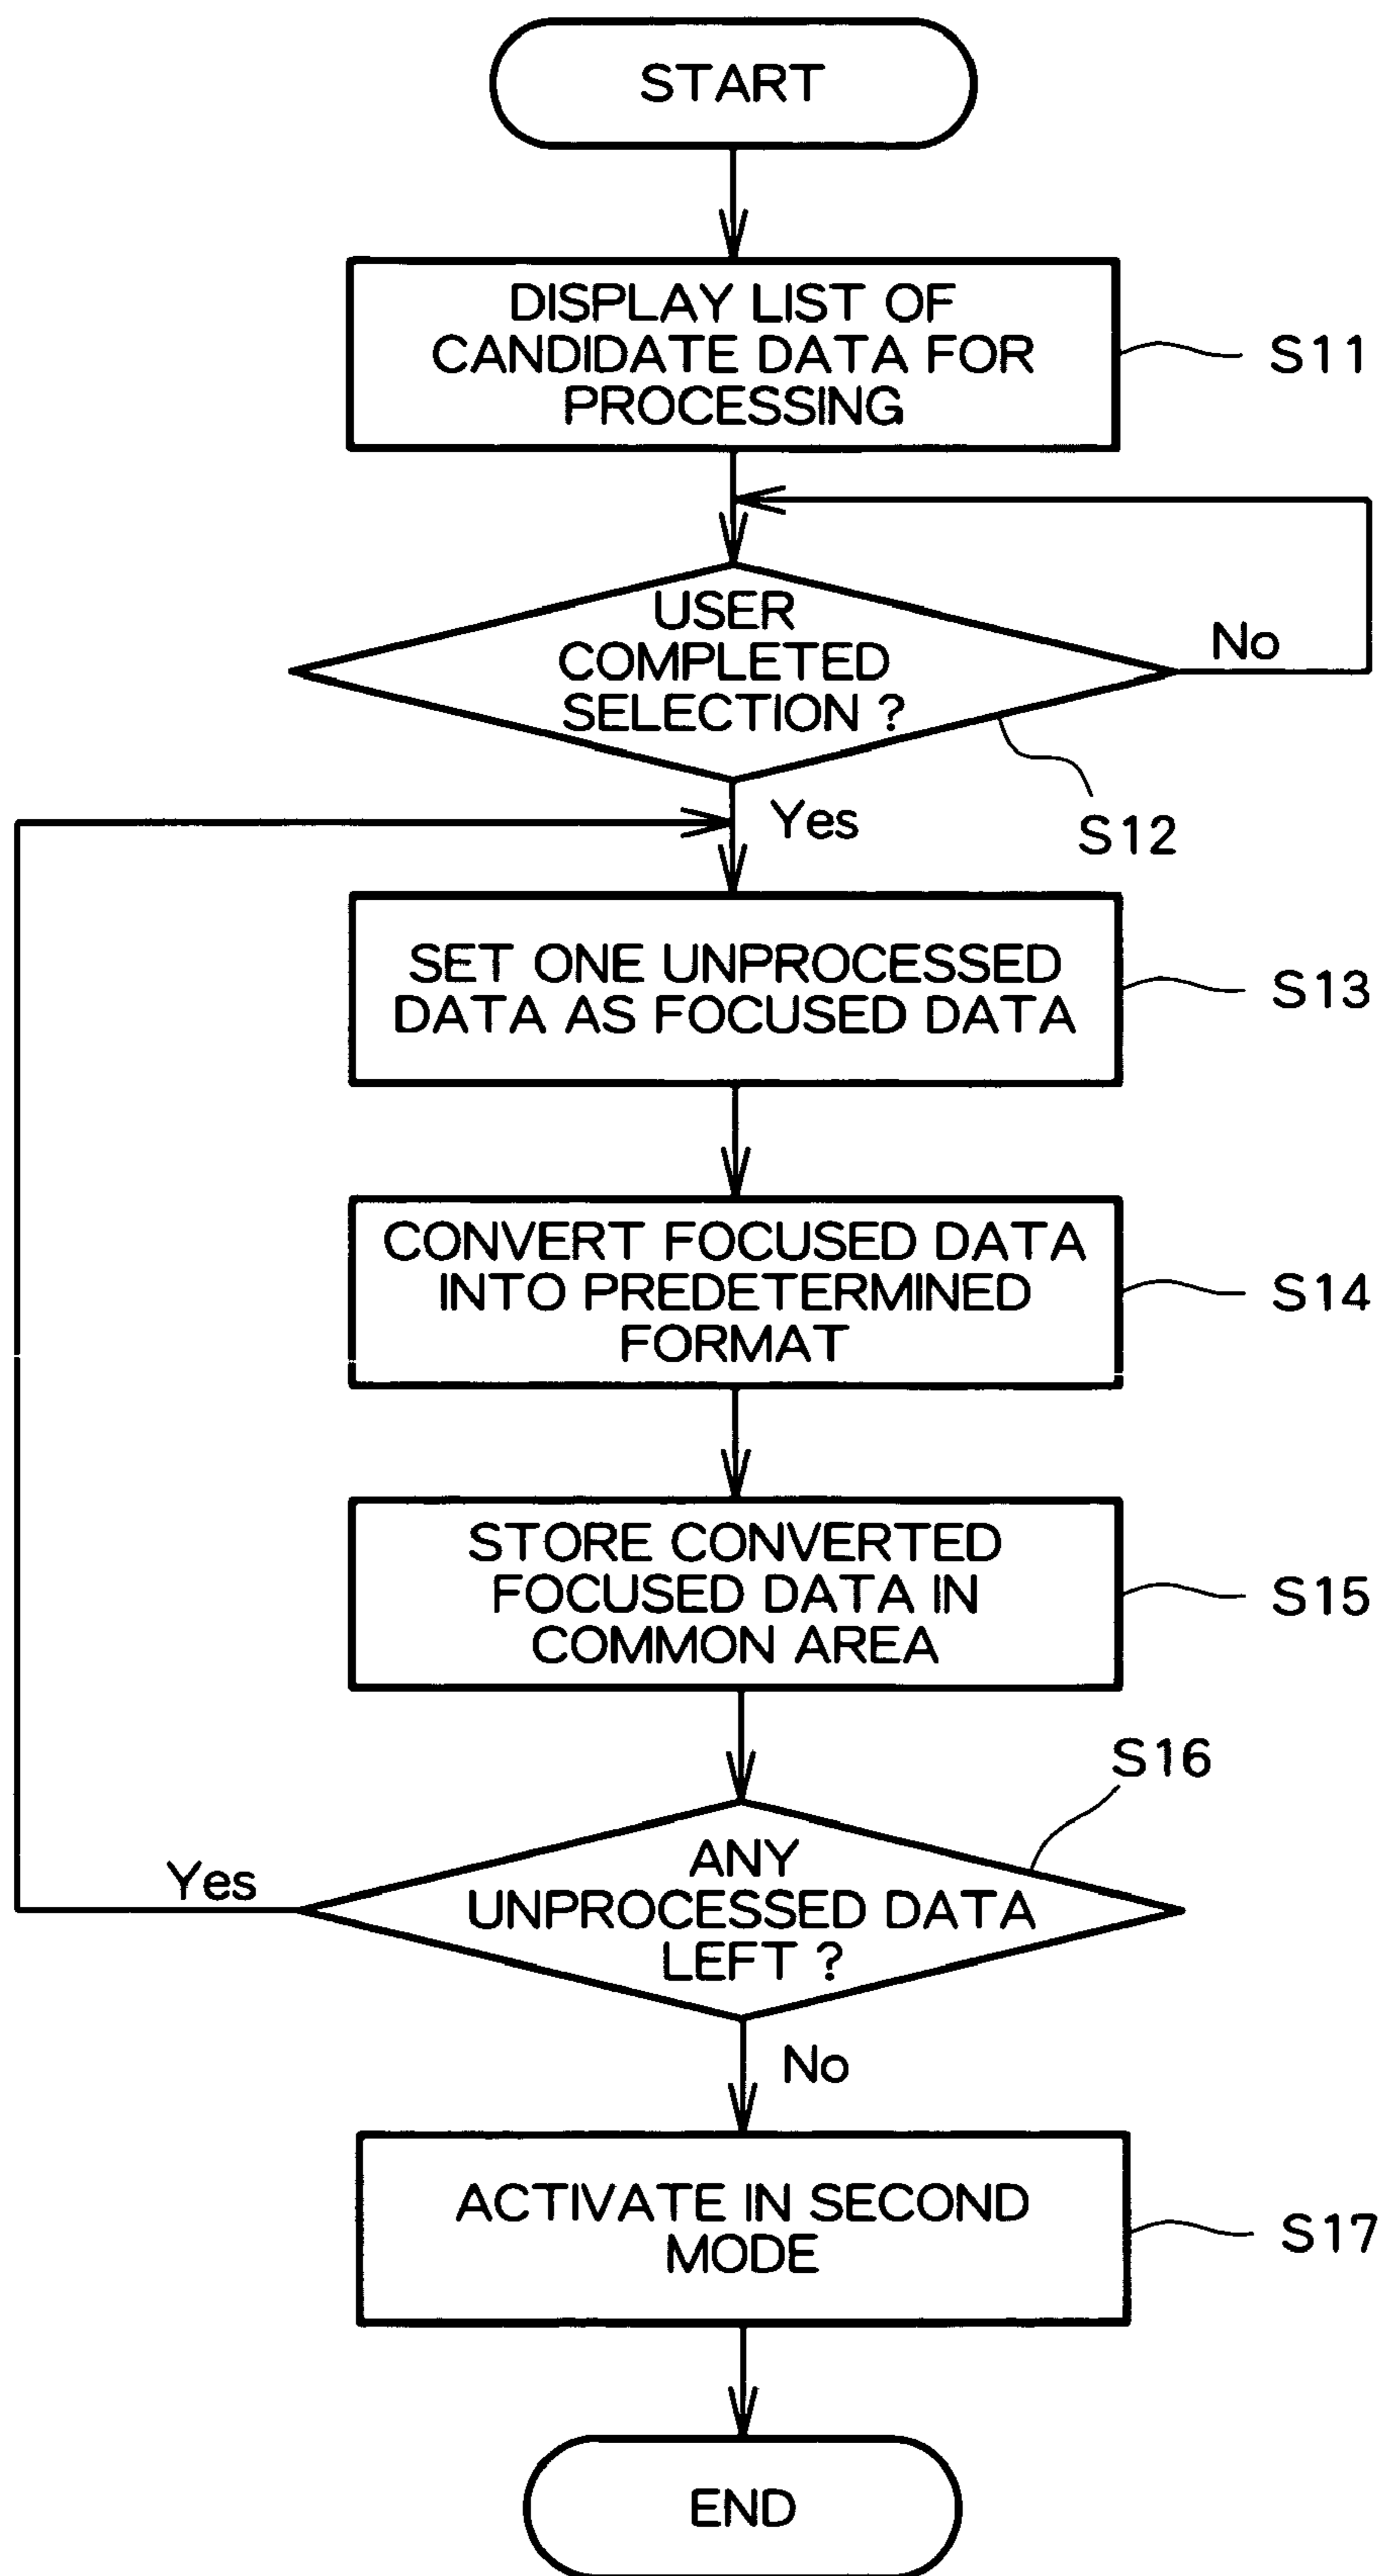 START
DISPLAY LIST OF
CANDIDATE DATA FOR
PROCESSING
S11
USER
COMPLETED
SELECTION ?
No
S12
Yes
SET ONE UNPROCESSED
DATA AS FOCUSED DATA
S13
CONVERT FOCUSED DATA
INTO PREDETERMINED
FORMAT
S14
STORE CONVERTED
FOCUSED DATA IN
COMMON AREA
S15
S16
ANY
UNPROCESSED DATA
LEFT ?
Yes
No
ACTIVATE IN SECOND
MODE
S17
END